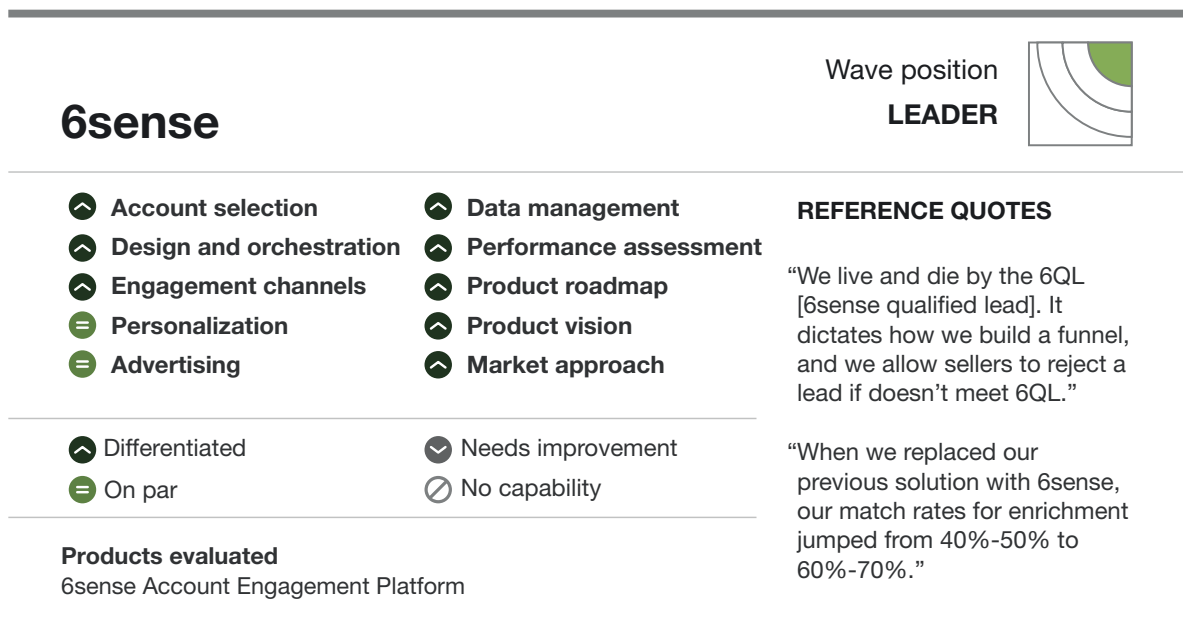 6sense
Wave position
LEADER
Account selection
Design and orchestration
Engagement channels
Personalization
Advertising
Data management
Performance assessment
Product roadmap
Product vision
Market approach
Differentiated
On par
Needs improvement
No capability
Products evaluated
6sense Account Engagement Platform
REFERENCE QUOTES
“We live and die by the 6QL
[6sense qualified lead]. It
dictates how we build a funnel,
and we allow sellers to reject a
lead if doesn’t meet 6QL.”
“When we replaced our
previous solution with 6sense,
our match rates for enrichment
jumped from 40%-50% to
60%-70%.”